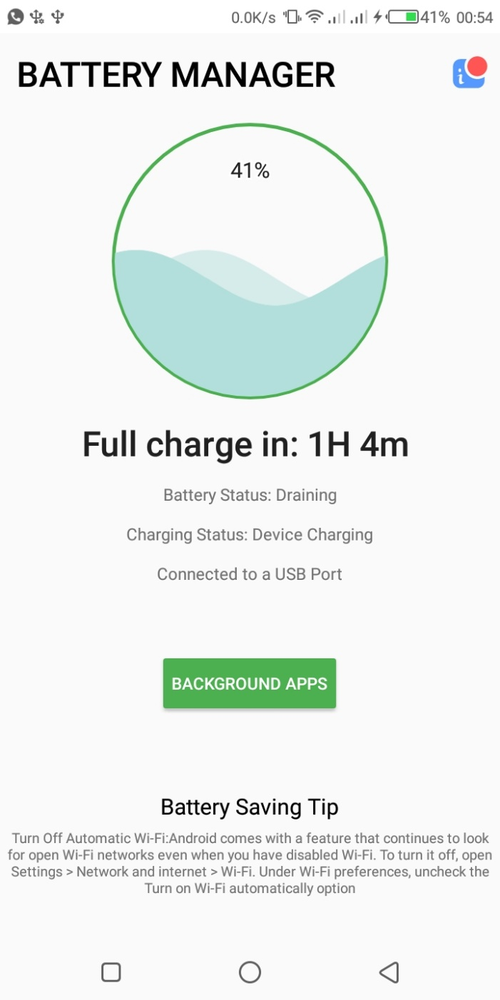 0.0K/s 41% 00:54
BATTERY MANAGER
i
41%
Full charge in: 1H 4m
Battery Status: Draining
Charging Status: Device Charging
Connected to a USB Port
BACKGROUND APPS
Battery Saving Tip
Turn Off Automatic Wi-Fi:Android comes with a feature that continues to look
for open Wi-Fi networks even when you have disabled Wi-Fi. To turn it off, open
Settings > Network and internet > Wi-Fi. Under Wi-Fi preferences, uncheck the
Turn on Wi-Fi automatically option